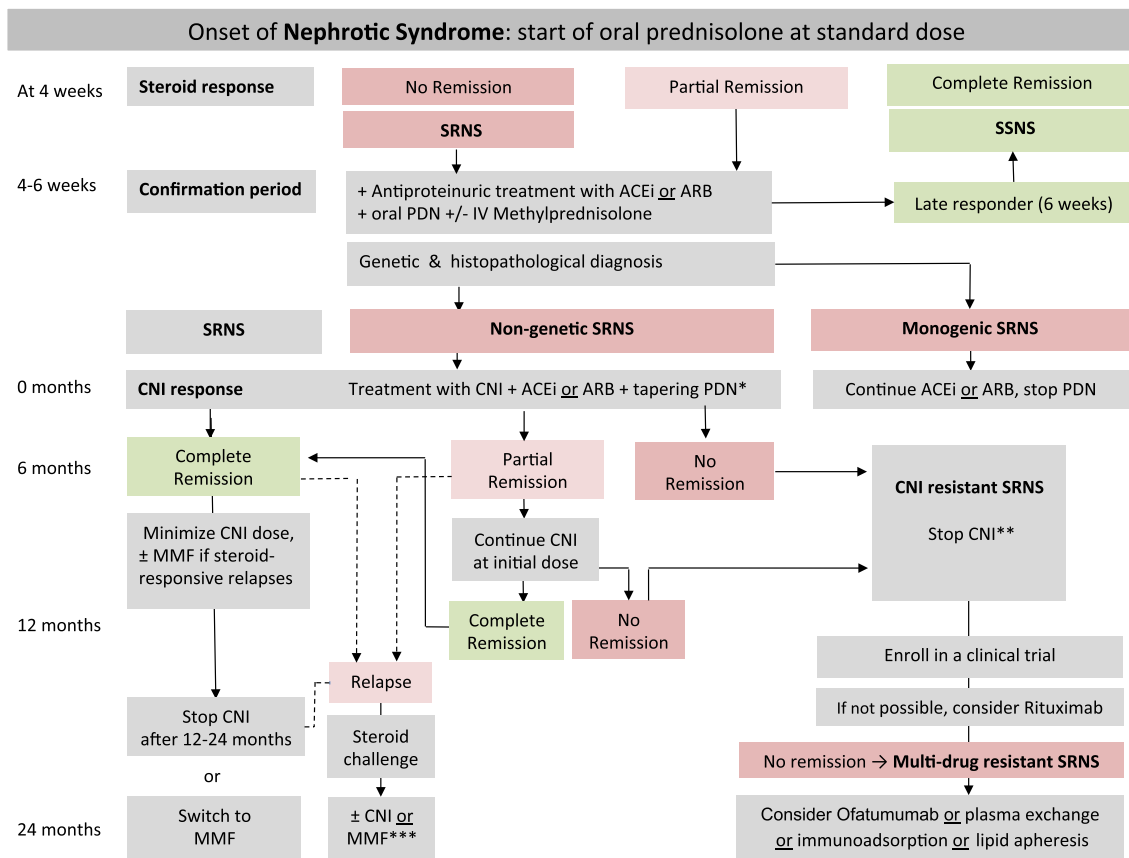 Onset of Nephrotic Syndrome: start of oral prednisolone at standard dose
At 4 weeks
Steroid response
No Remission
Partial Remission
Complete Remission
SRNS
SSNS
4-6 weeks
Confirmation period
+ Antiproteinuric treatment with ACEi or ARB
+ oral PDN +/- IV Methylprednisolone
Late responder (6 weeks)
Genetic & histopathological diagnosis
SRNS
Non-genetic SRNS
Monogenic SRNS
0 months
CNI response
Treatment with CNI + ACEi or ARB + tapering PDN*
Continue ACEi or ARB, stop PDN
6 months
Complete
Remission
Partial
Remission
No
Remission
CNI resistant SRNS
Stop CNI**
Minimize CNI dose,
± MMF if steroid-
responsive relapses
Continue CNI
at initial dose
12 months
Complete
Remission
No
Remission
Enroll in a clinical trial
Relapse
If not possible, consider Rituximab
Stop CNI
after 12-24 months
Steroid
challenge
No remission → Multi-drug resistant SRNS
or
24 months
Switch to
MMF
± CNI or
MMF***
Consider Ofatumumab or plasma exchange
or immunoadsorption or lipid apheresis